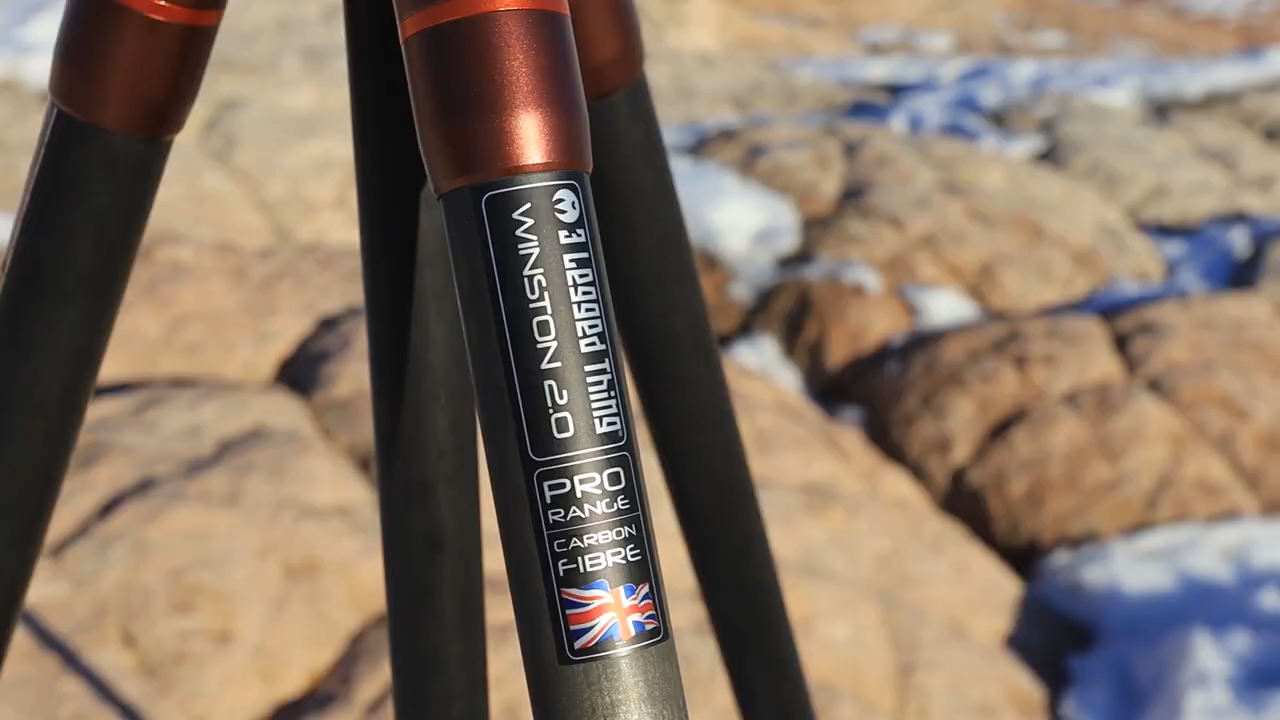 3 Legged Thing
WINSTON 2.0
PRO
RANGE
CARBON
FIBRE